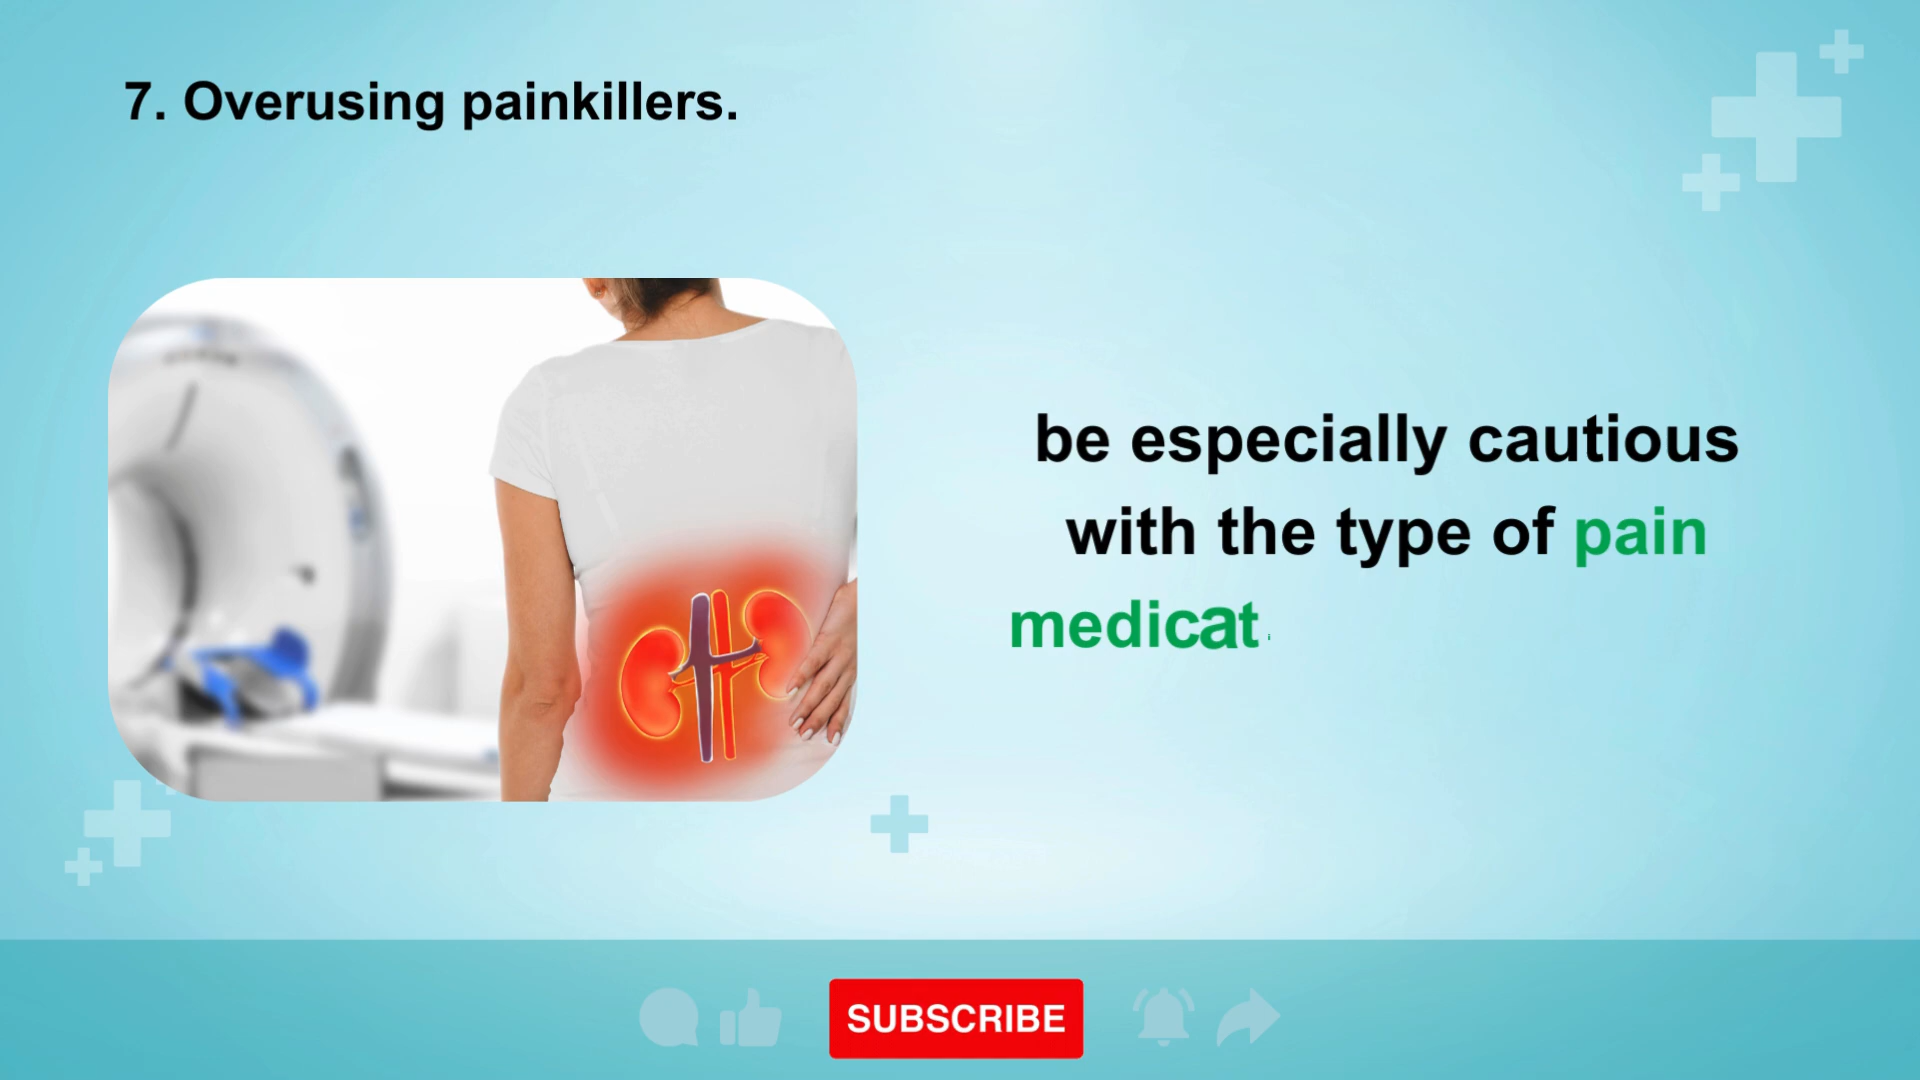 7. Overusing painkillers.
be especially cautious
with the type of pain
medicat
SUBSCRIBE